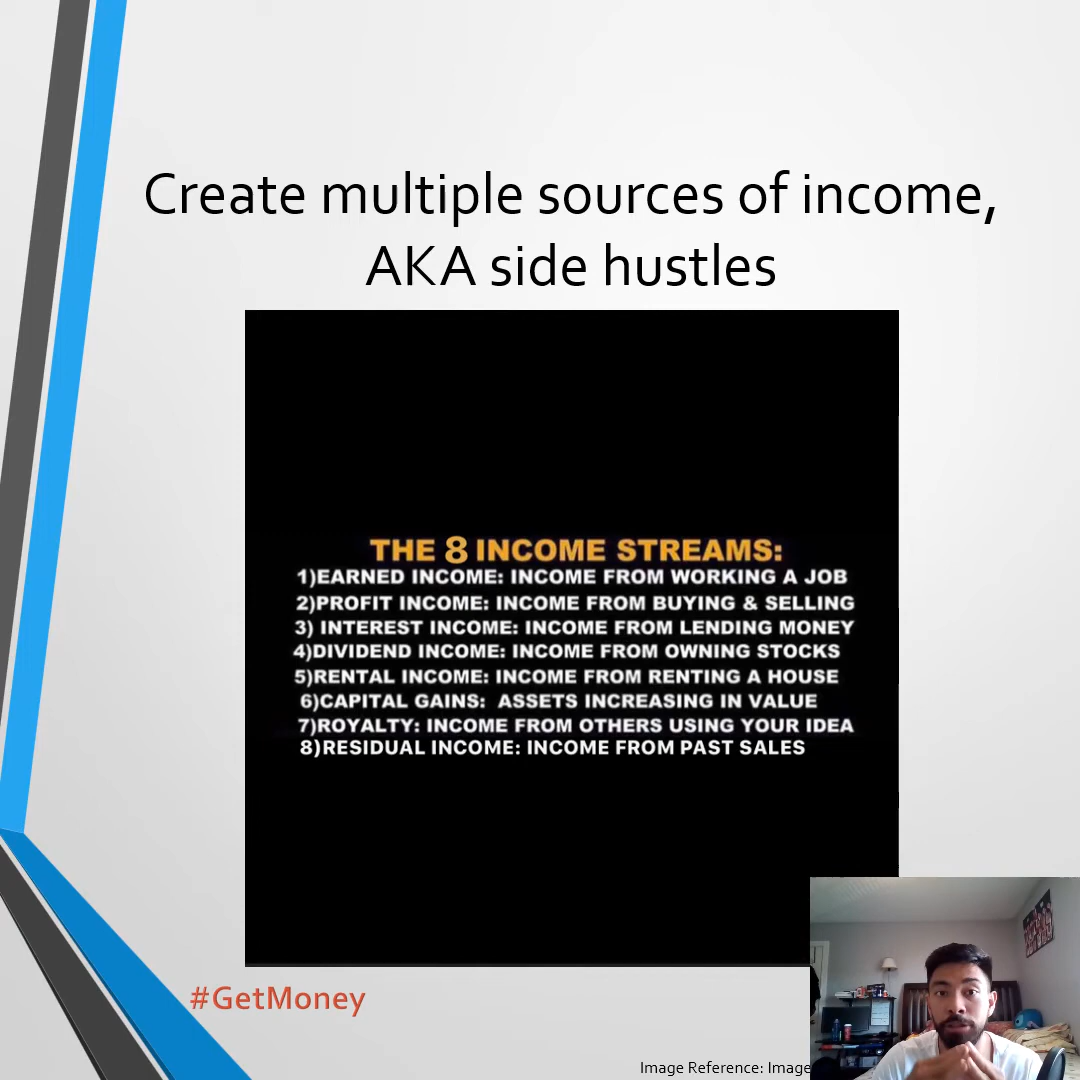 Create multiple sources of income,
AKA side hustles
THE 8 INCOME STREAMS:
1)EARNED INCOME: INCOME FROM WORKING A JOB
2)PROFIT INCOME: INCOME FROM BUYING & SELLING
3) INTEREST INCOME: INCOME FROM LENDING MONEY
4)DIVIDEND INCOME: INCOME FROM OWNING STOCKS
5)RENTAL INCOME: INCOME FROM RENTING A HOUSE
6)CAPITAL GAINS: ASSETS INCREASING IN VALUE
7)ROYALTY: INCOME FROM OTHERS USING YOUR IDEA
8)RESIDUAL INCOME: INCOME FROM PAST SALES
#GetMoney
Image Reference: Image